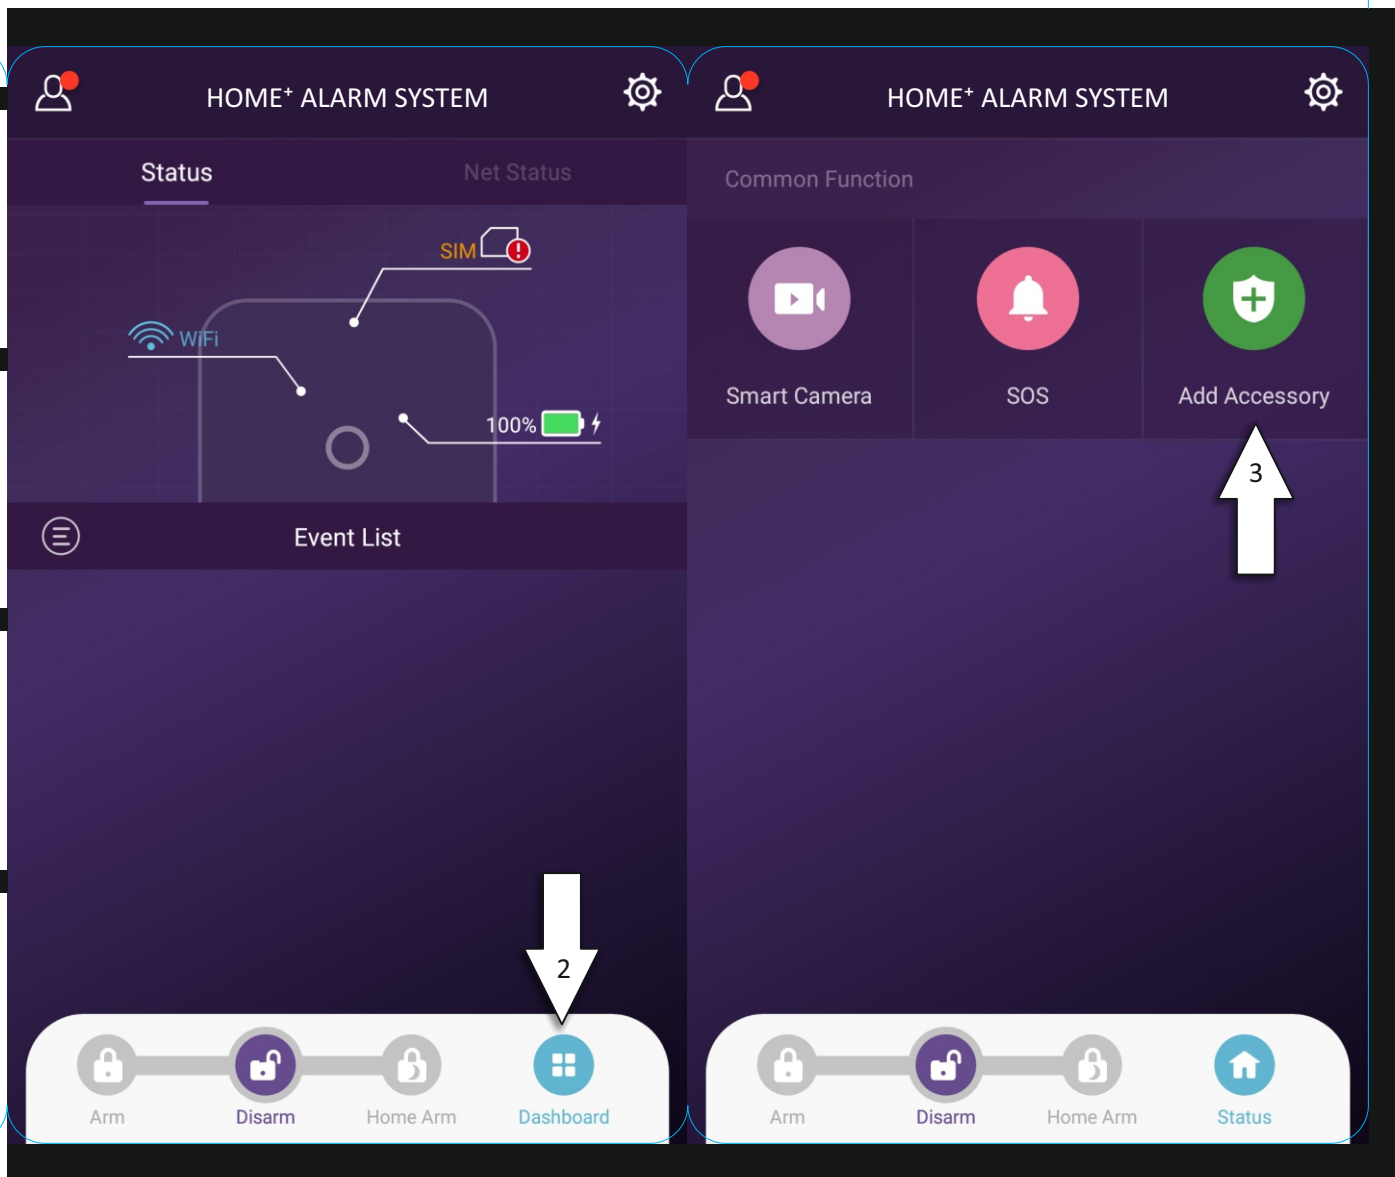 HOME⁺ ALARM SYSTEM
Status
Net Status
SIM
WiFi
100%
Event List
2
Arm
Disarm
Home Arm
Dashboard
HOME⁺ ALARM SYSTEM
Common Function
Smart Camera
SOS
Add Accessory
3
Arm
Disarm
Home Arm
Status